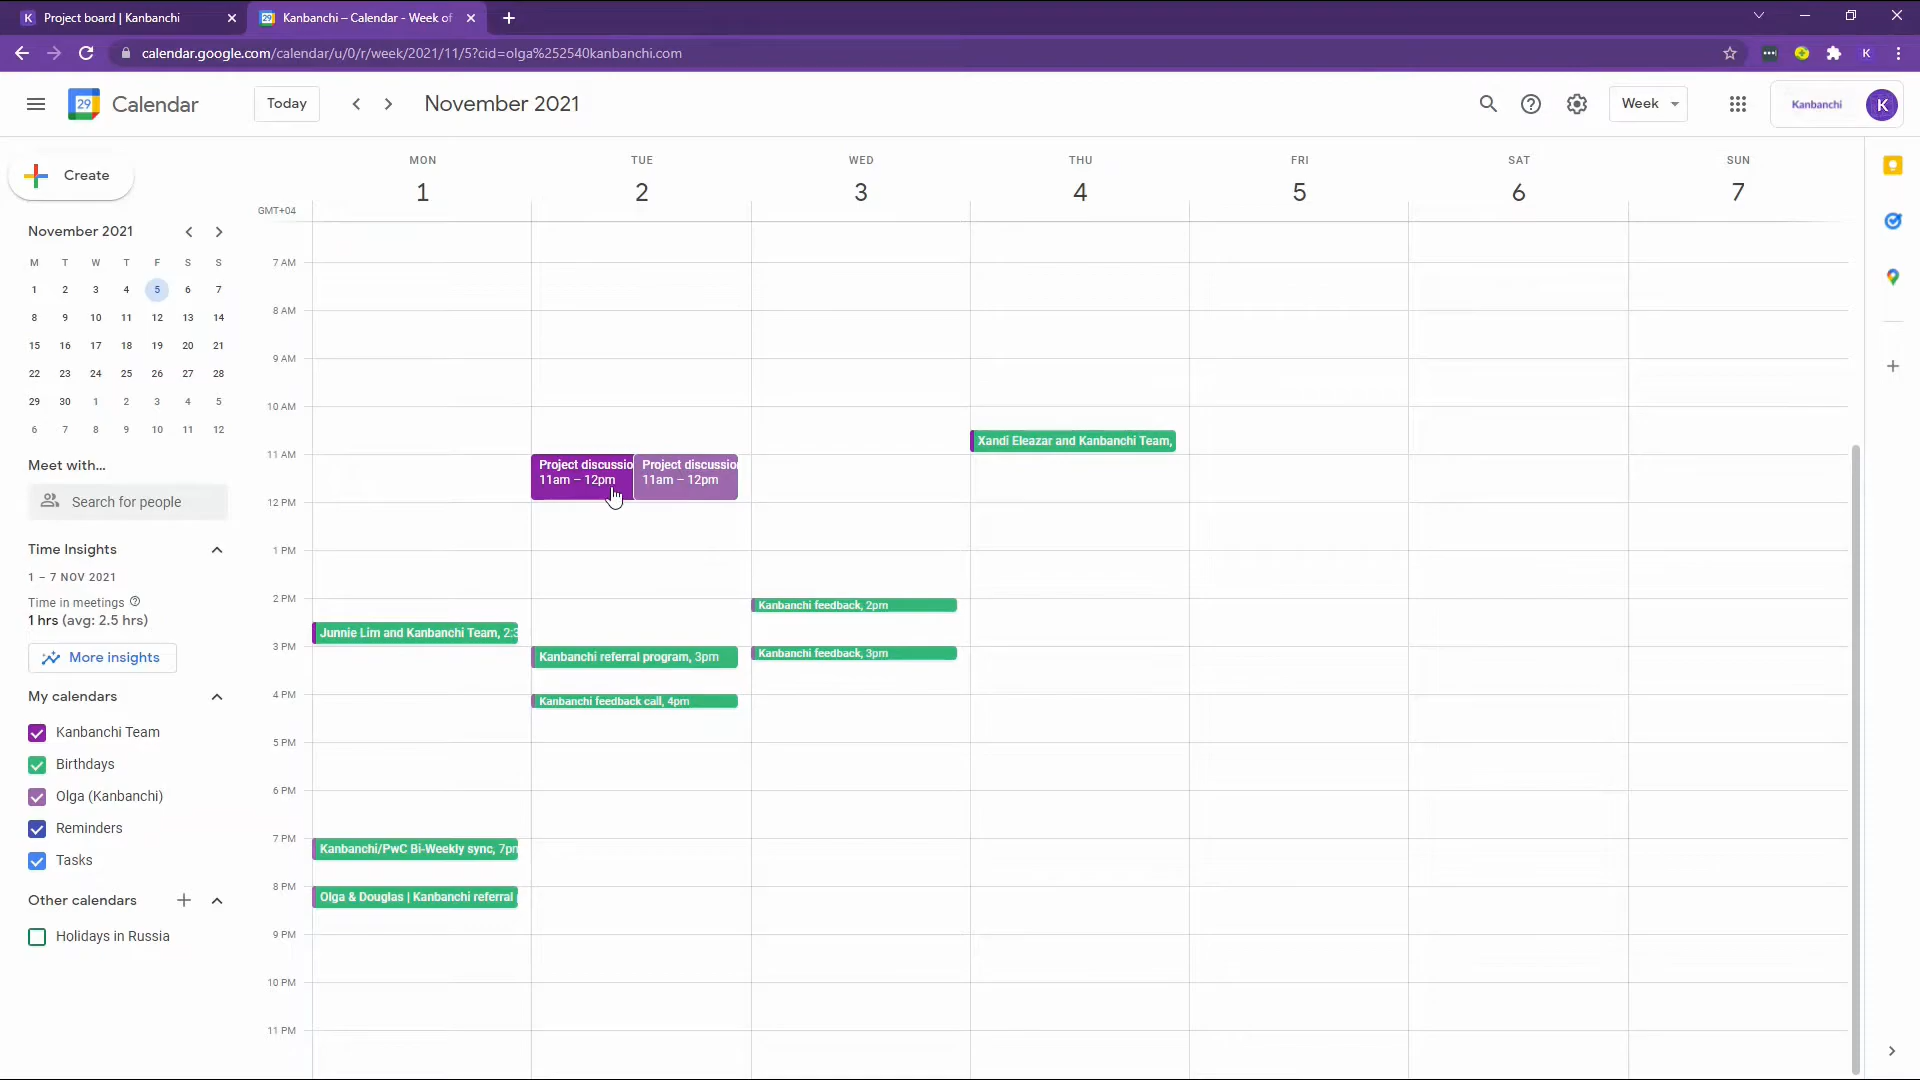 Project board | Kanbanchi
Kanbanchi – Calendar - Week of
calendar.google.com/calendar/u/0/r/week/2021/11/5?cid=olga%252540kanbanchi.com
K
29
Calendar
Today
November 2021
Week
Kanbanchi
K
Create
MON
TUE
WED
THU
FRI
SAT
SUN
1
2
3
4
5
6
7
GMT+04
November 2021
M T W T F S S
1 2 3 4 5 6 7
8 9 10 11 12 13 14
15 16 17 18 19 20 21
22 23 24 25 26 27 28
29 30 1 2 3 4 5
6 7 8 9 10 11 12
Meet with...
Search for people
Time Insights
1 – 7 NOV 2021
Time in meetings
1 hrs (avg: 2.5 hrs)
More insights
My calendars
Kanbanchi Team
Birthdays
Olga (Kanbanchi)
Reminders
Tasks
Other calendars
Holidays in Russia
7 AM
8 AM
9 AM
10 AM
11 AM
12 PM
1 PM
2 PM
3 PM
4 PM
5 PM
6 PM
7 PM
8 PM
9 PM
10 PM
11 PM
Junnie Lim and Kanbanchi Team, 2:3
Kanbanchi/PwC Bi-Weekly sync, 7pm
Olga & Douglas | Kanbanchi referral
Project discussio
11am – 12pm
Project discussio
11am – 12pm
Kanbanchi referral program, 3pm
Kanbanchi feedback call, 4pm
Kanbanchi feedback, 2pm
Kanbanchi feedback, 3pm
Xandi Eleazar and Kanbanchi Team,